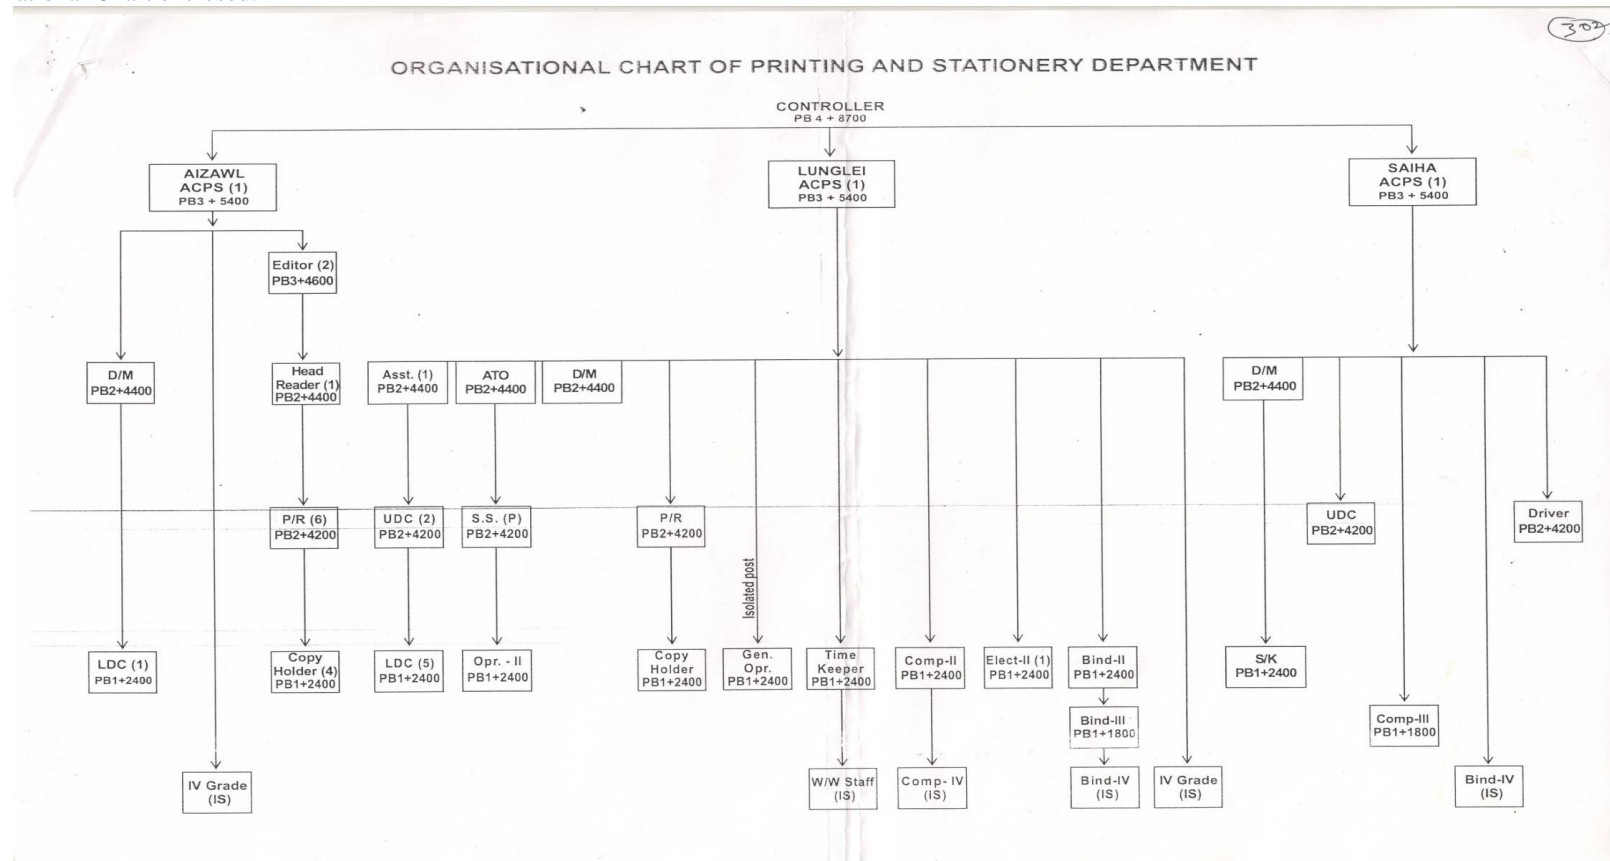 302
ORGANISATIONAL CHART OF PRINTING AND STATIONERY DEPARTMENT
CONTROLLER
PB 4 + 8700
AIZAWL
ACPS (1)
PB3 + 5400
LUNGLEI
ACPS (1)
PB3 + 5400
SAIHA
ACPS (1)
PB3 + 5400
Editor (2)
PB3+4600
D/M
PB2+4400
Head
Reader (1)
PB2+4400
Asst. (1)
PB2+4400
ATO
PB2+4400
D/M
PB2+4400
D/M
PB2+4400
P/R (6)
PB2+4200
UDC (2)
PB2+4200
S.S. (P)
PB2+4200
P/R
PB2+4200
UDC
PB2+4200
Driver
PB2+4200
Isolated post
LDC (1)
PB1+2400
Copy
Holder (4)
PB1+2400
LDC (5)
PB1+2400
Opr. - II
PB1+2400
Copy
Holder
PB1+2400
Gen.
Opr.
PB1+2400
Time
Keeper
PB1+2400
Comp-II
PB1+2400
Elect-II (1)
PB1+2400
Bind-II
PB1+2400
S/K
PB1+2400
Bind-III
PB1+1800
Comp-III
PB1+1800
IV Grade
(IS)
W/W Staff
(IS)
Comp- IV
(IS)
Bind-IV
(IS)
IV Grade
(IS)
Bind-IV
(IS)